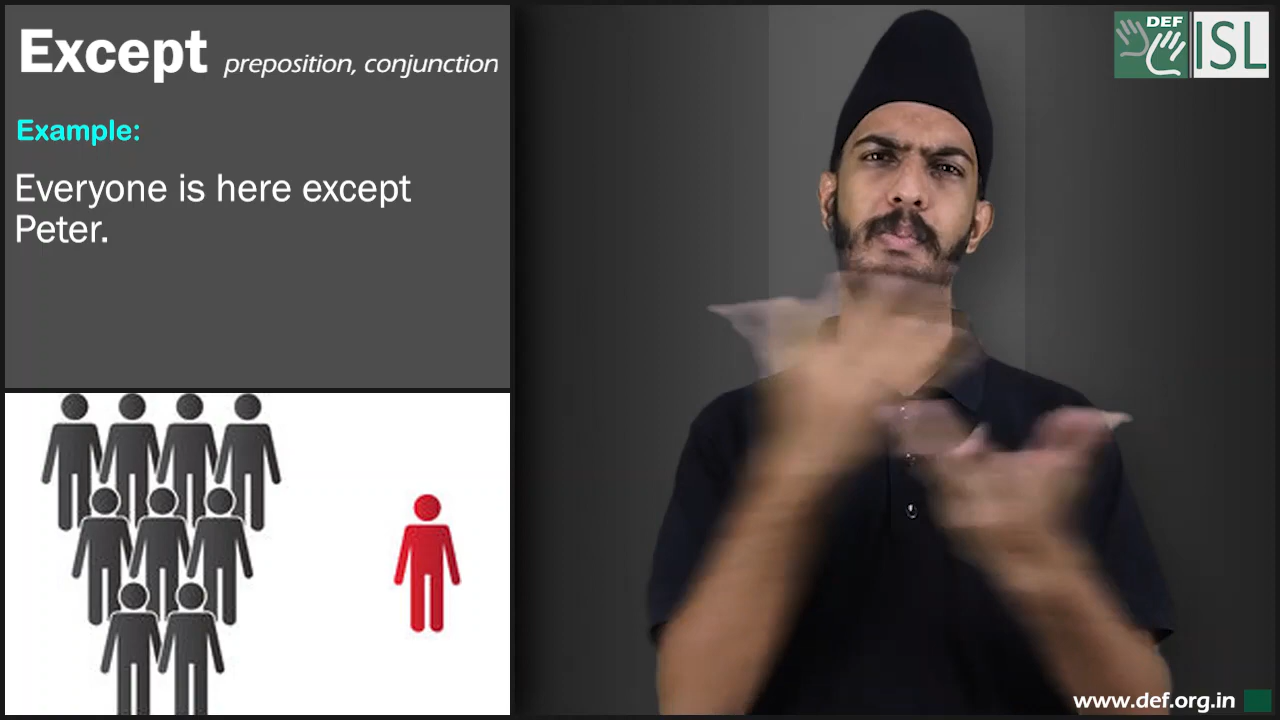 Except preposition, conjunction
Example:
Everyone is here except
Peter.
DEF
ISL
www.def.org.in